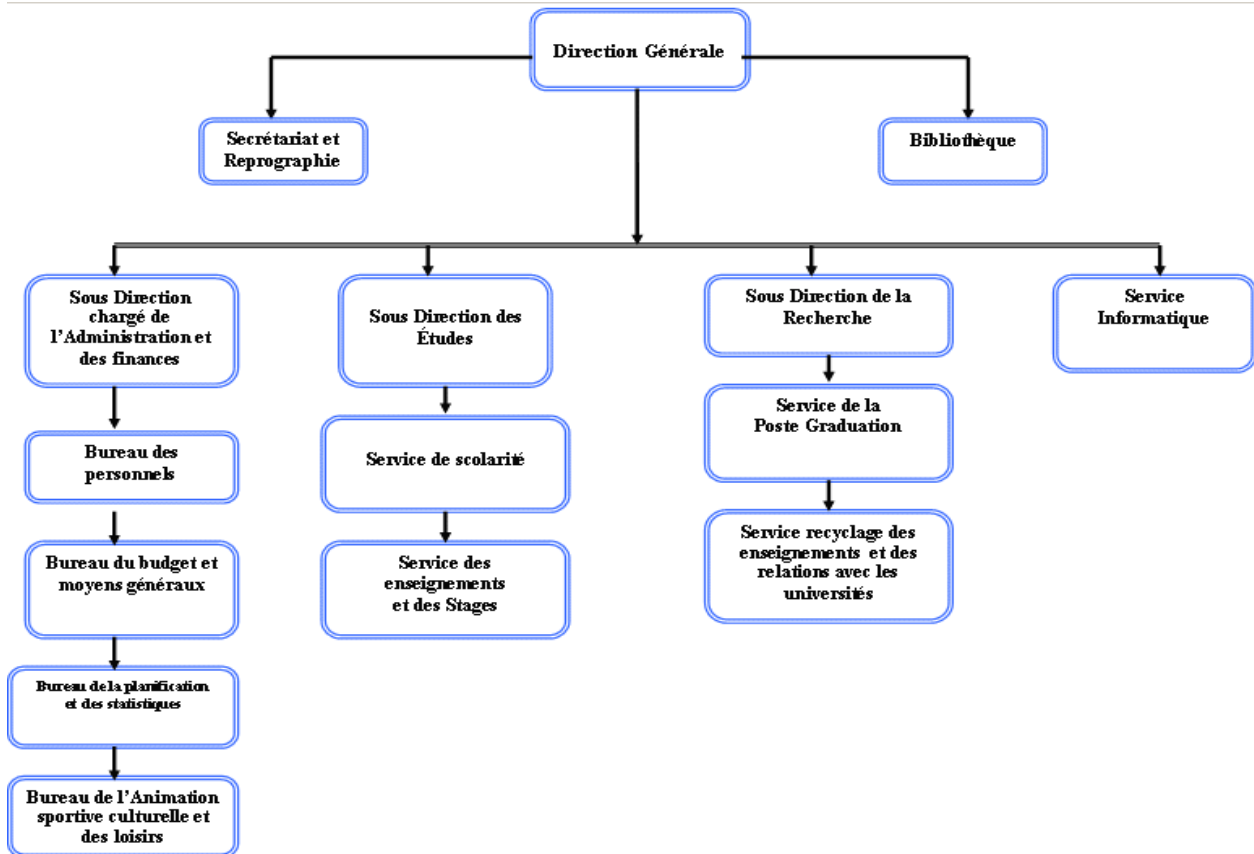 Direction Générale
Secrétariat et
Reprographie
Bibliothèque
Sous Direction
chargé de
l’Administration et
des finances
Sous Direction des
Études
Sous Direction de la
Recherche
Service
Informatique
Bureau des
personnels
Service de scolarité
Service de la
Poste Graduation
Bureau du budget et
moyens généraux
Service des
enseignements
et des Stages
Service recyclage des
enseignements et des
relations avec les
universités
Bureau de la planification
et des statistiques
Bureau de l’Animation
sportive culturelle et
des loisirs